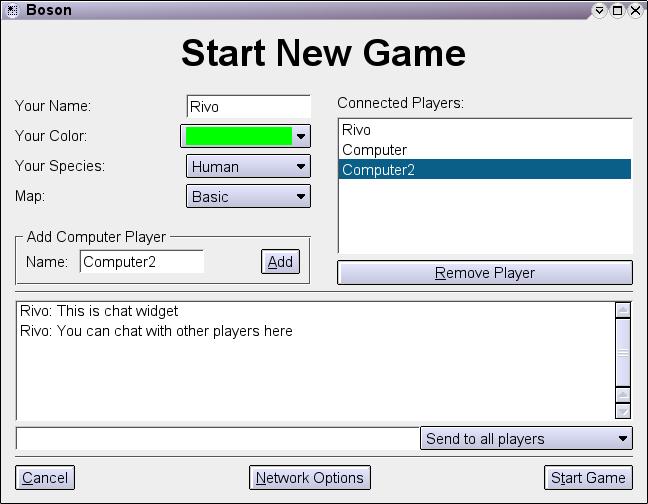 Boson
Start New Game
Your Name: Rivo
Your Color:
Your Species: Human
Map: Basic
Add Computer Player
Name: Computer2 Add
Connected Players:
Rivo
Computer
Computer2
Remove Player
Rivo: This is chat widget
Rivo: You can chat with other players here
Send to all players
Cancel Network Options Start Game